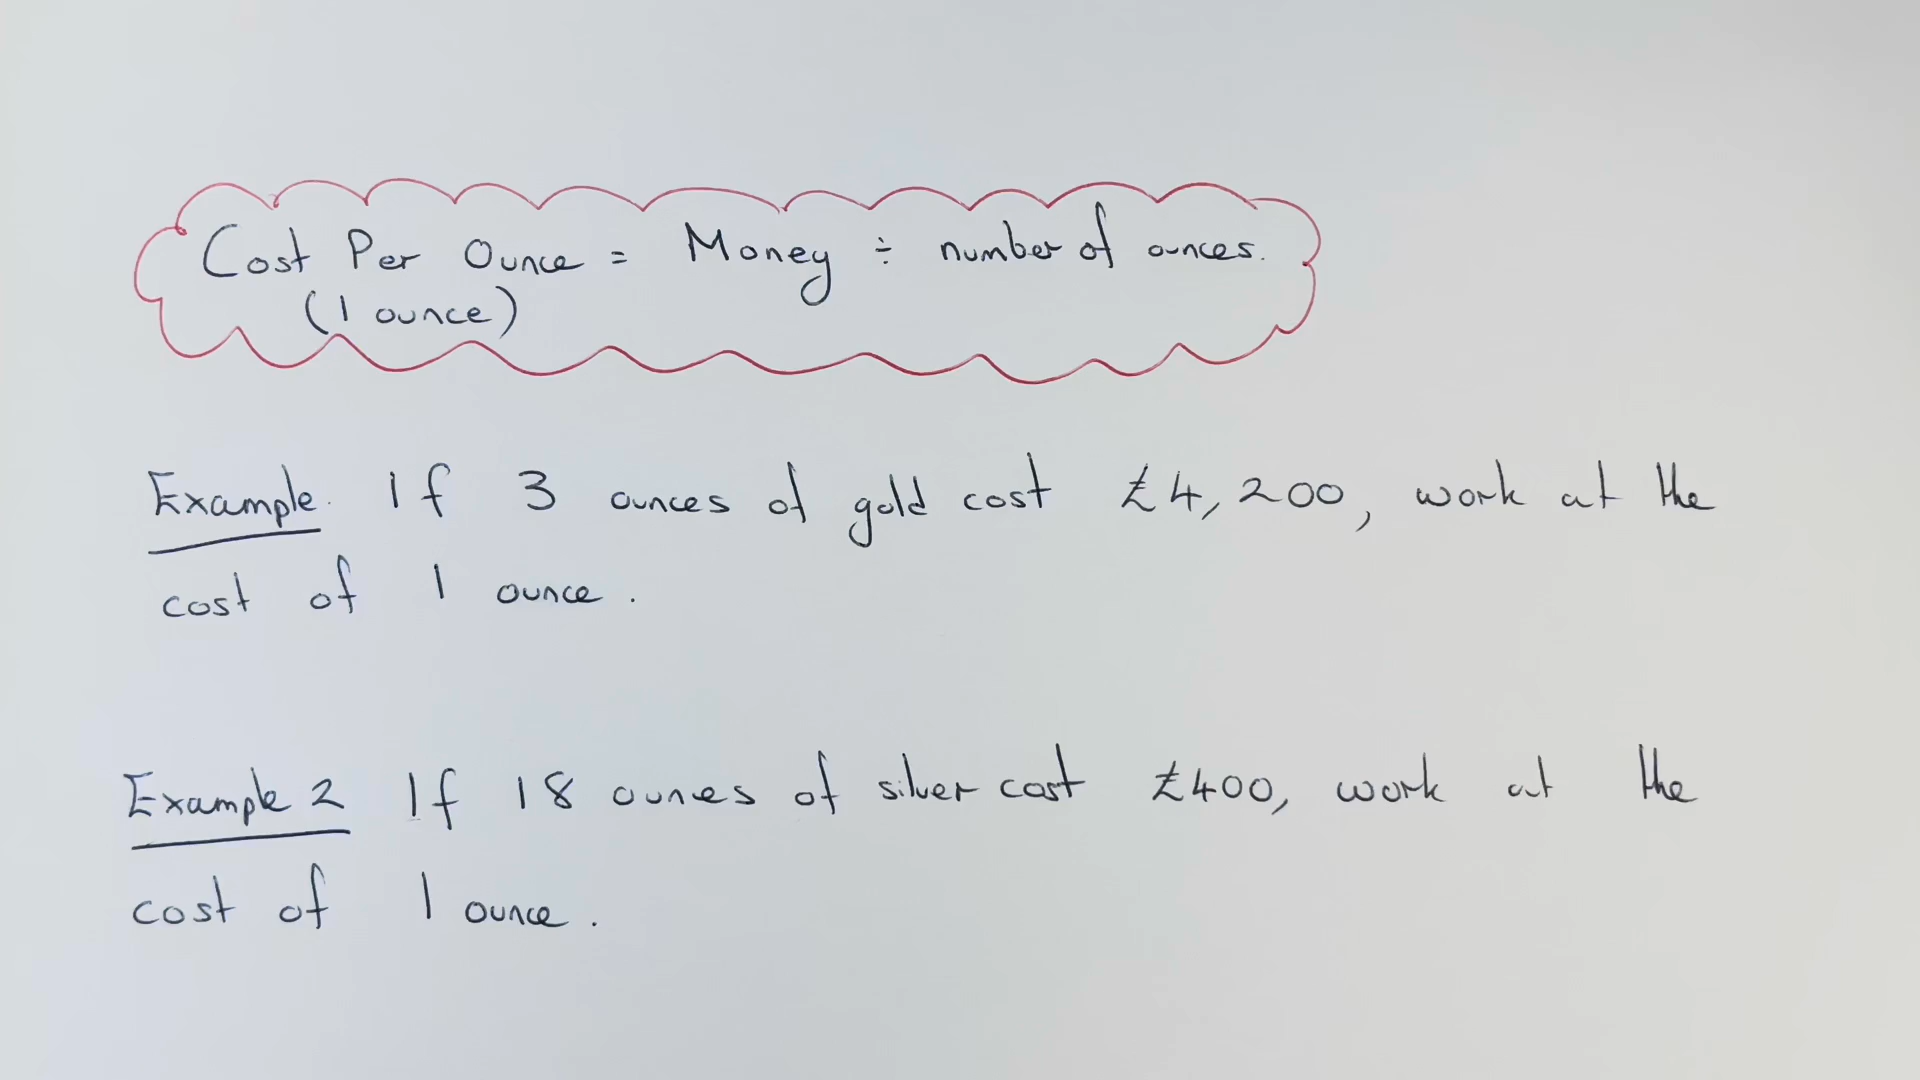 Cost Per Ounce = Money ÷ number of ounces.
(1 ounce)
Example. If 3 ounces of gold cost £4,200, work at the
cost of 1 ounce.
Example 2 If 18 ounces of silver cost £400, work out the
cost of 1 ounce.